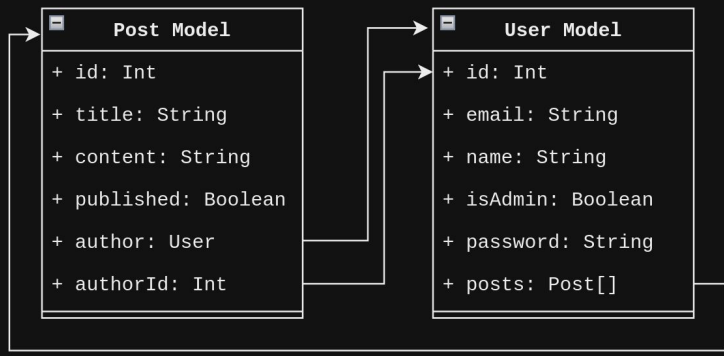 Post Model
+ id: Int
+ title: String
+ content: String
+ published: Boolean
+ author: User
+ authorId: Int
User Model
+ id: Int
+ email: String
+ name: String
+ isAdmin: Boolean
+ password: String
+ posts: Post[]